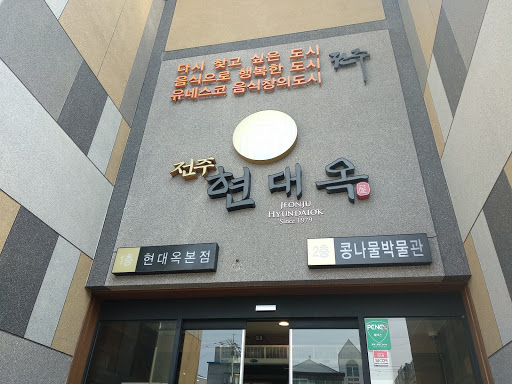 다시 찾고 싶은 도시
음식으로 행복한 도시 전주
유네스코 음식창의도시
전주 현대옥
JEONJU
HYUNDAIOK
Since 1979
1층 현대옥본점
2층 콩나물박물관